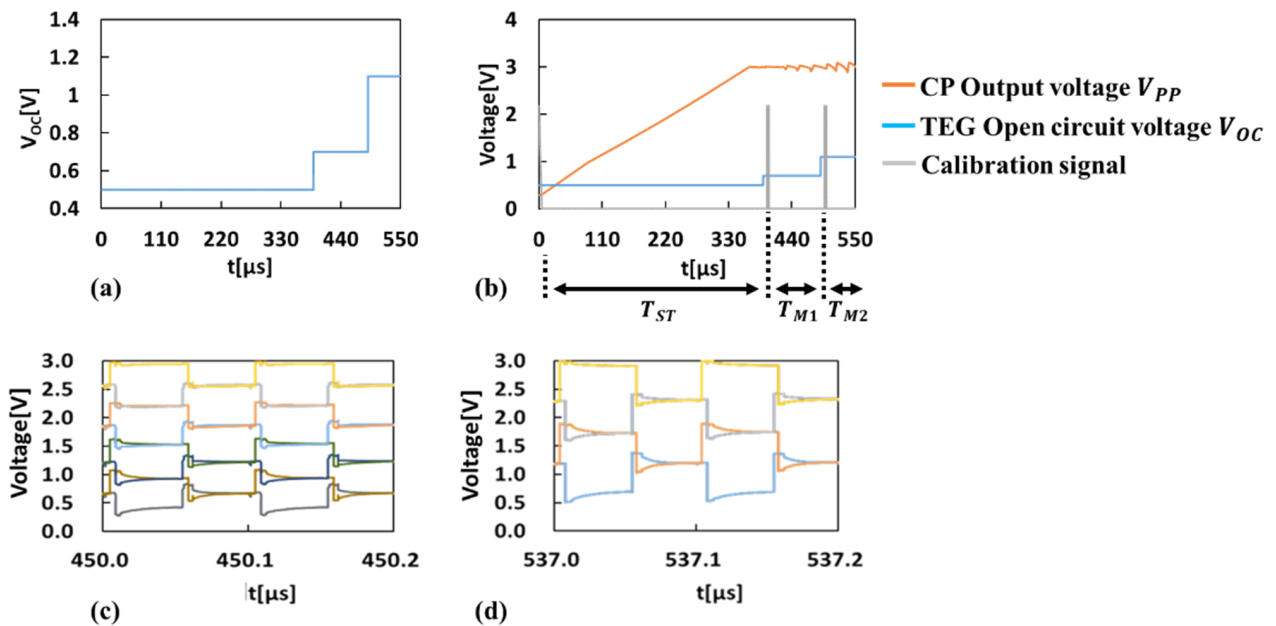 1.4
1.2
1
0.8
0.6
0.4
V_OC[V]
0 110 220 330 440 550
t[μs]
(a)
4
3
2
1
0
Voltage[V]
0 110 220 330 440 550
t[μs]
(b)
T_ST T_M1 T_M2
CP Output voltage V_PP
TEG Open circuit voltage V_OC
Calibration signal
3.0
2.5
2.0
1.5
1.0
0.5
0.0
Voltage[V]
450.0 450.1 450.2
t[μs]
(c)
3.0
2.5
2.0
1.5
1.0
0.5
0.0
Voltage[V]
537.0 537.1 537.2
t[μs]
(d)